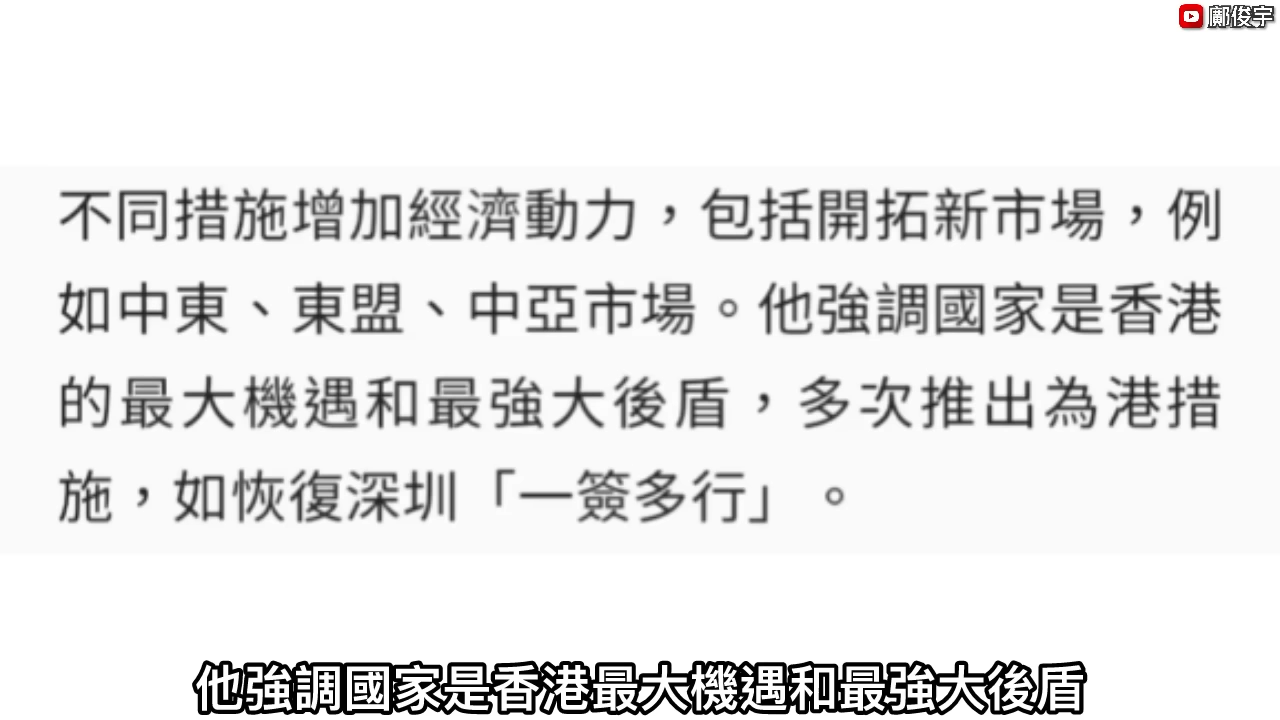 鄺俊宇
不同措施增加經濟動力，包括開拓新市場，例
如中東、東盟、中亞市場。他強調國家是香港
的最大機遇和最強大後盾，多次推出為港措
施，如恢復深圳「一簽多行」。
他強調國家是香港最大機遇和最強大後盾